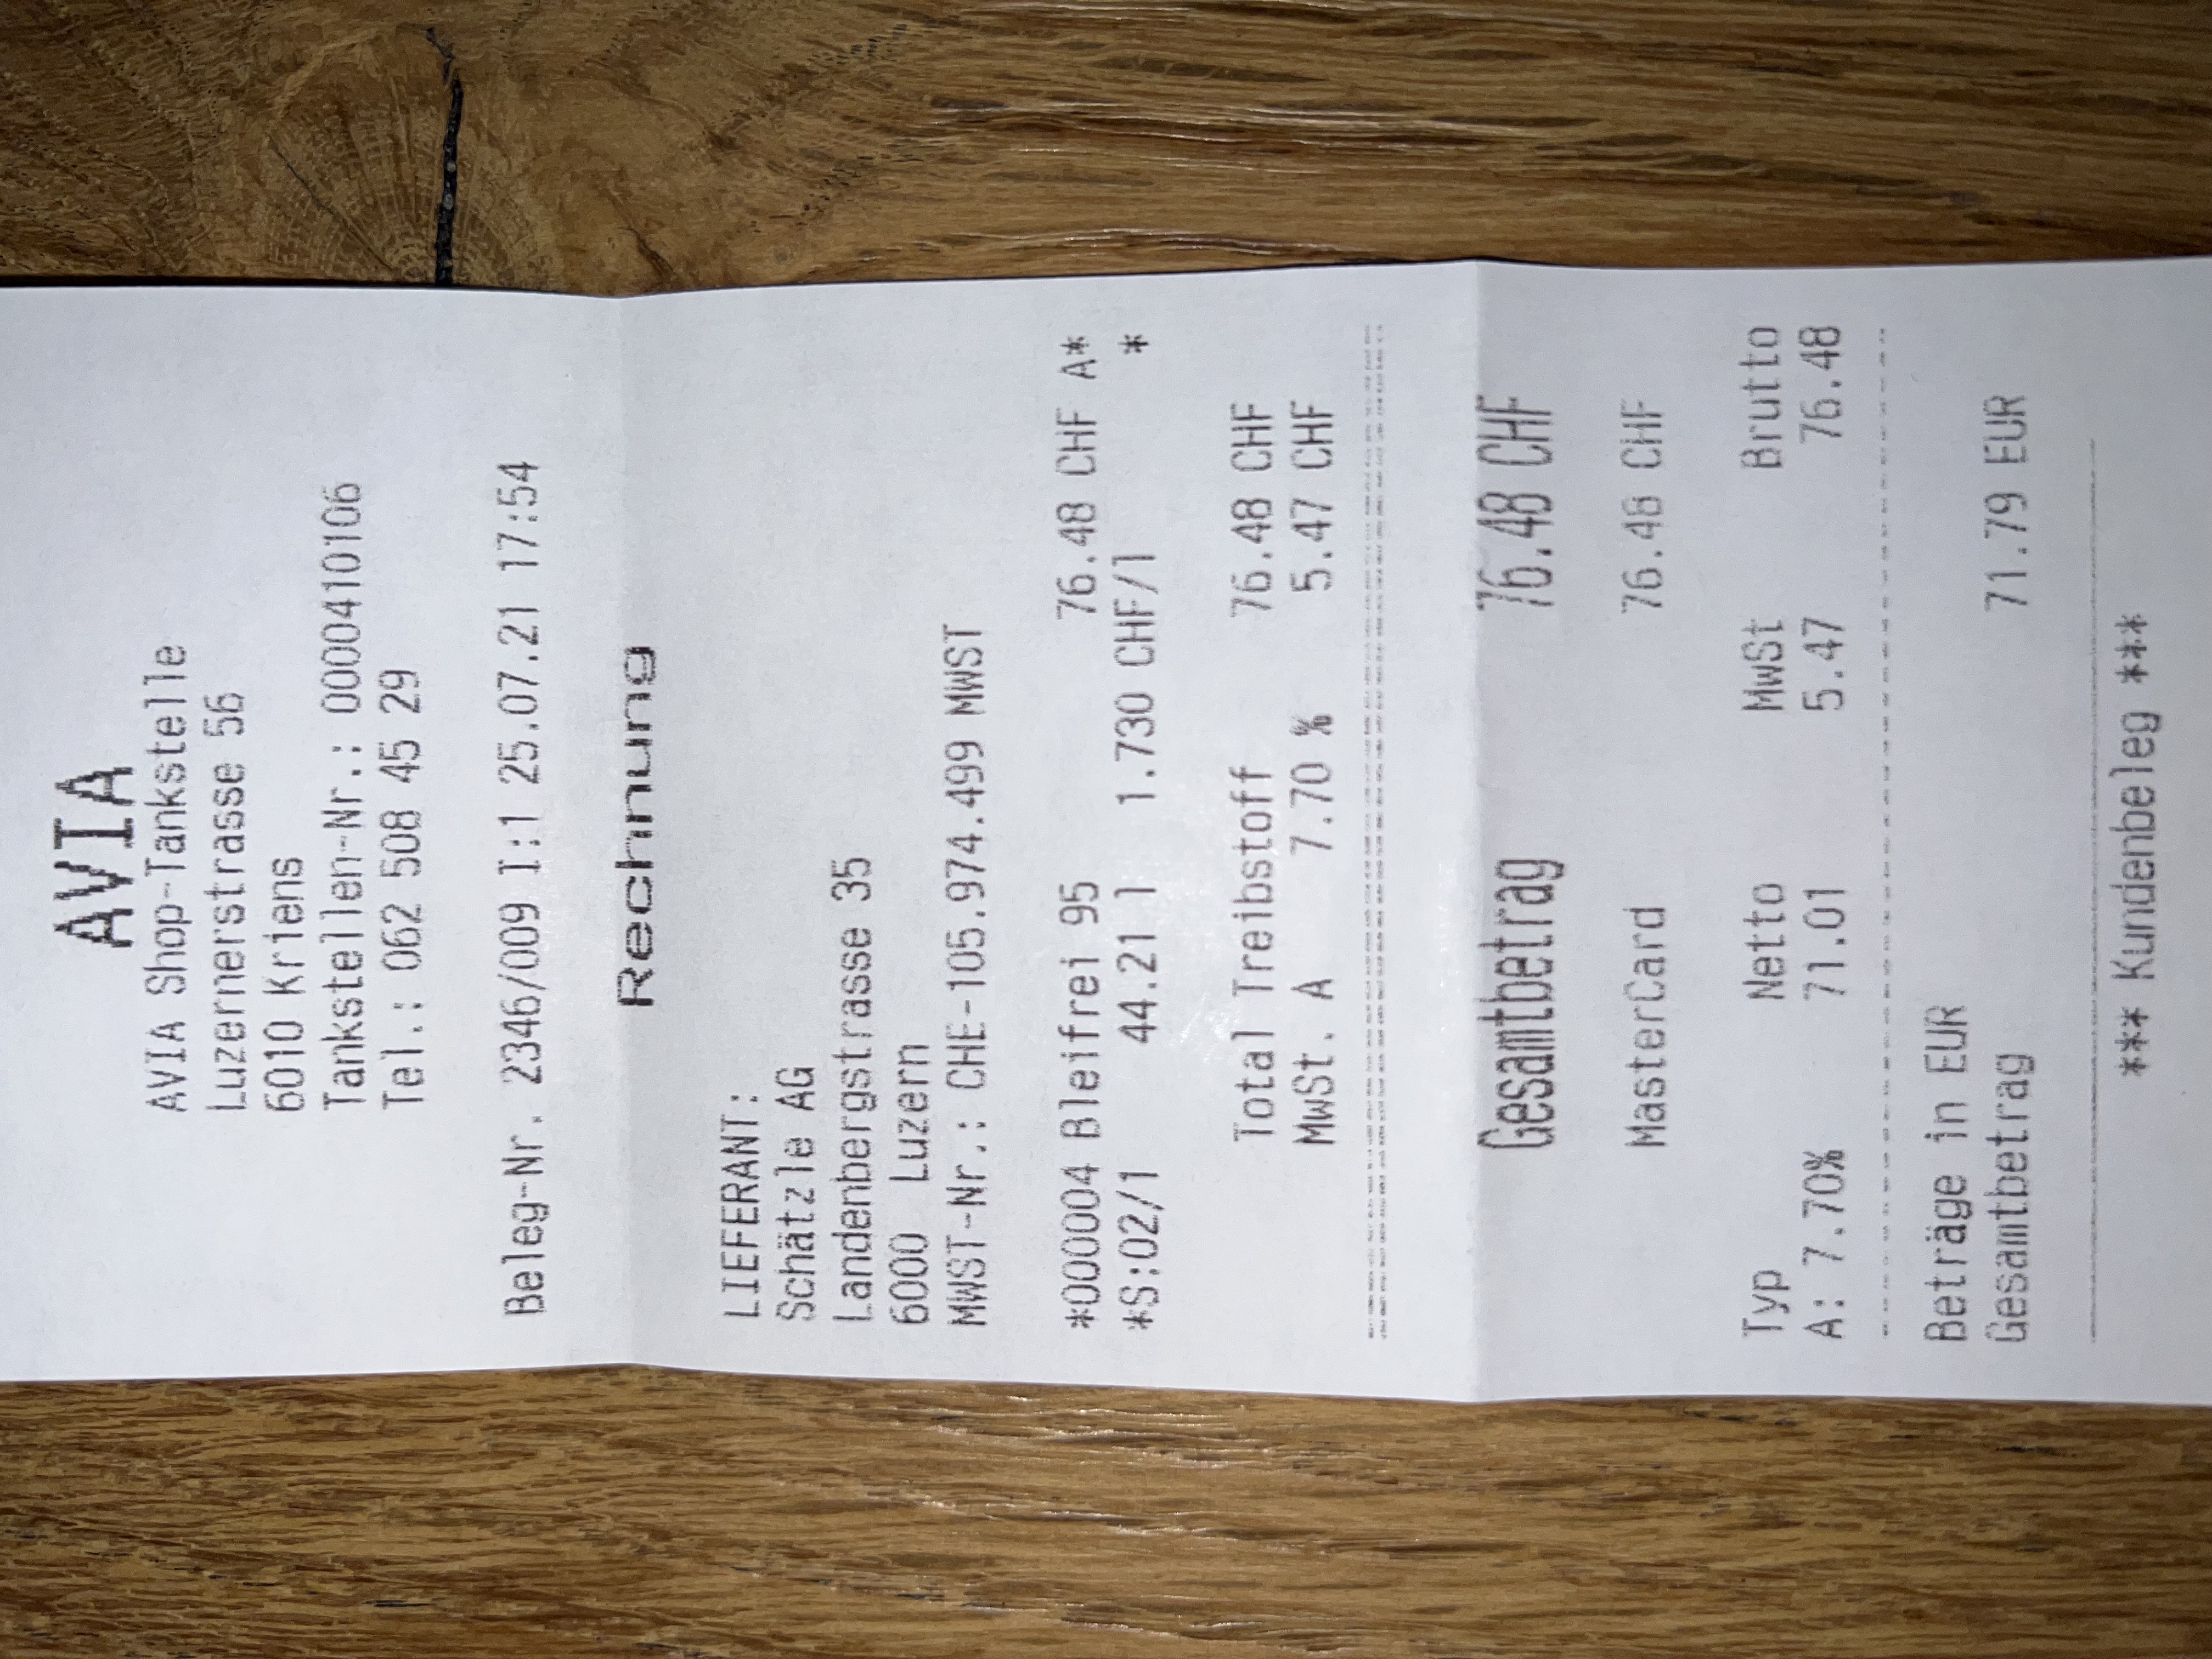 AVIA
AVIA Shop-Tankstelle
Luzernerstrasse 56
6010 Kriens
Tankstellen-Nr.: 0000410106
Tel.: 062 508 45 29
Beleg-Nr. 2346/009 I:1 25.07.21 17:54
Rechnung
LIEFERANT:
Schätzle AG
Landenbergstrasse 35
6000 Luzern
MWST-Nr.: CHE-105.974.499 MWST
*000004 Bleifrei 95 76.48 CHF A*
*S:02/1 44.21 l 1.730 CHF/l *
Total Treibstoff 76.48 CHF
MwSt. A 7.70 % 5.47 CHF
Gesamtbetrag 76.48 CHF
MasterCard 76.48 CHF
Typ Netto MwSt Brutto
A: 7.70% 71.01 5.47 76.48
Beträge in EUR
Gesamtbetrag 71.79 EUR
*** Kundenbeleg ***